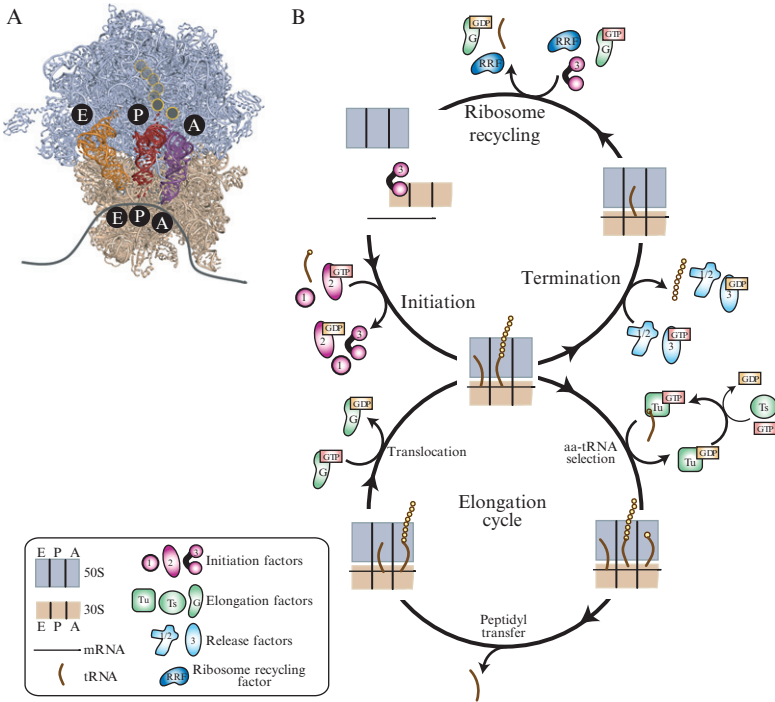 A
E
P
A
E
P
A
B
GDP
G
RRF
RRF
3
GTP
G
Ribosome
recycling
3
1
2
GTP
Initiation
2
GDP
3
1
Termination
1/2
GDP
3
1/2
GTP
3
GDP
G
GTP
G
Translocation
aa-tRNA
selection
Tu
GTP
Tu
GDP
GDP
Ts
GTP
Elongation
cycle
Peptidyl
transfer
E P A
50S
30S
E P A
mRNA
tRNA
1 2 3 Initiation factors
Tu Ts G Elongation factors
1/2 3 Release factors
RRF Ribosome recycling
factor